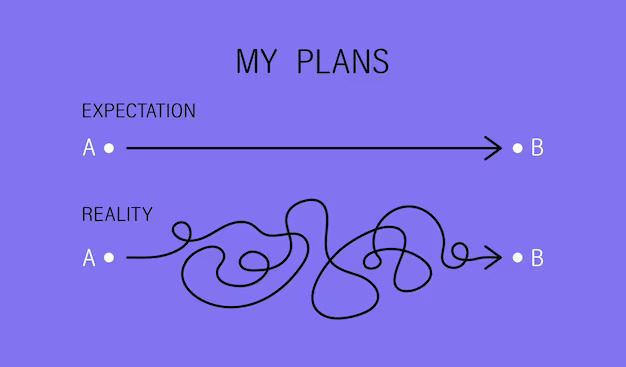 MY PLANS
EXPECTATION
A B
REALITY
A B